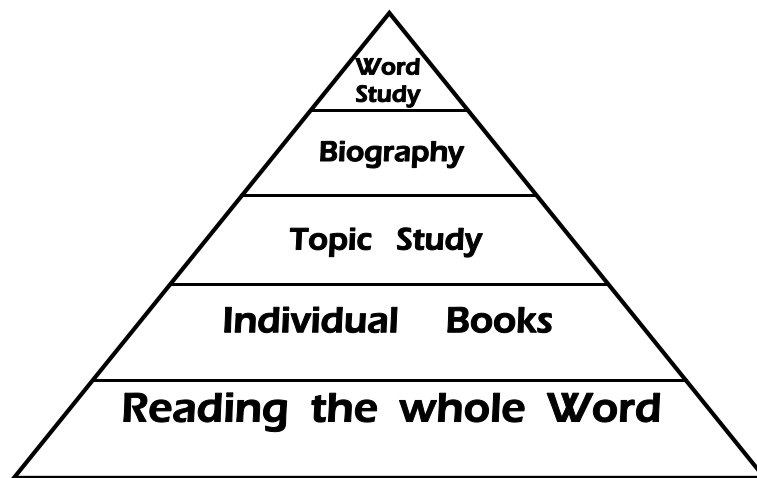 Word
Study
Biography
Topic Study
Individual Books
Reading the whole Word